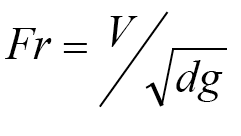 Fr = V/√dg